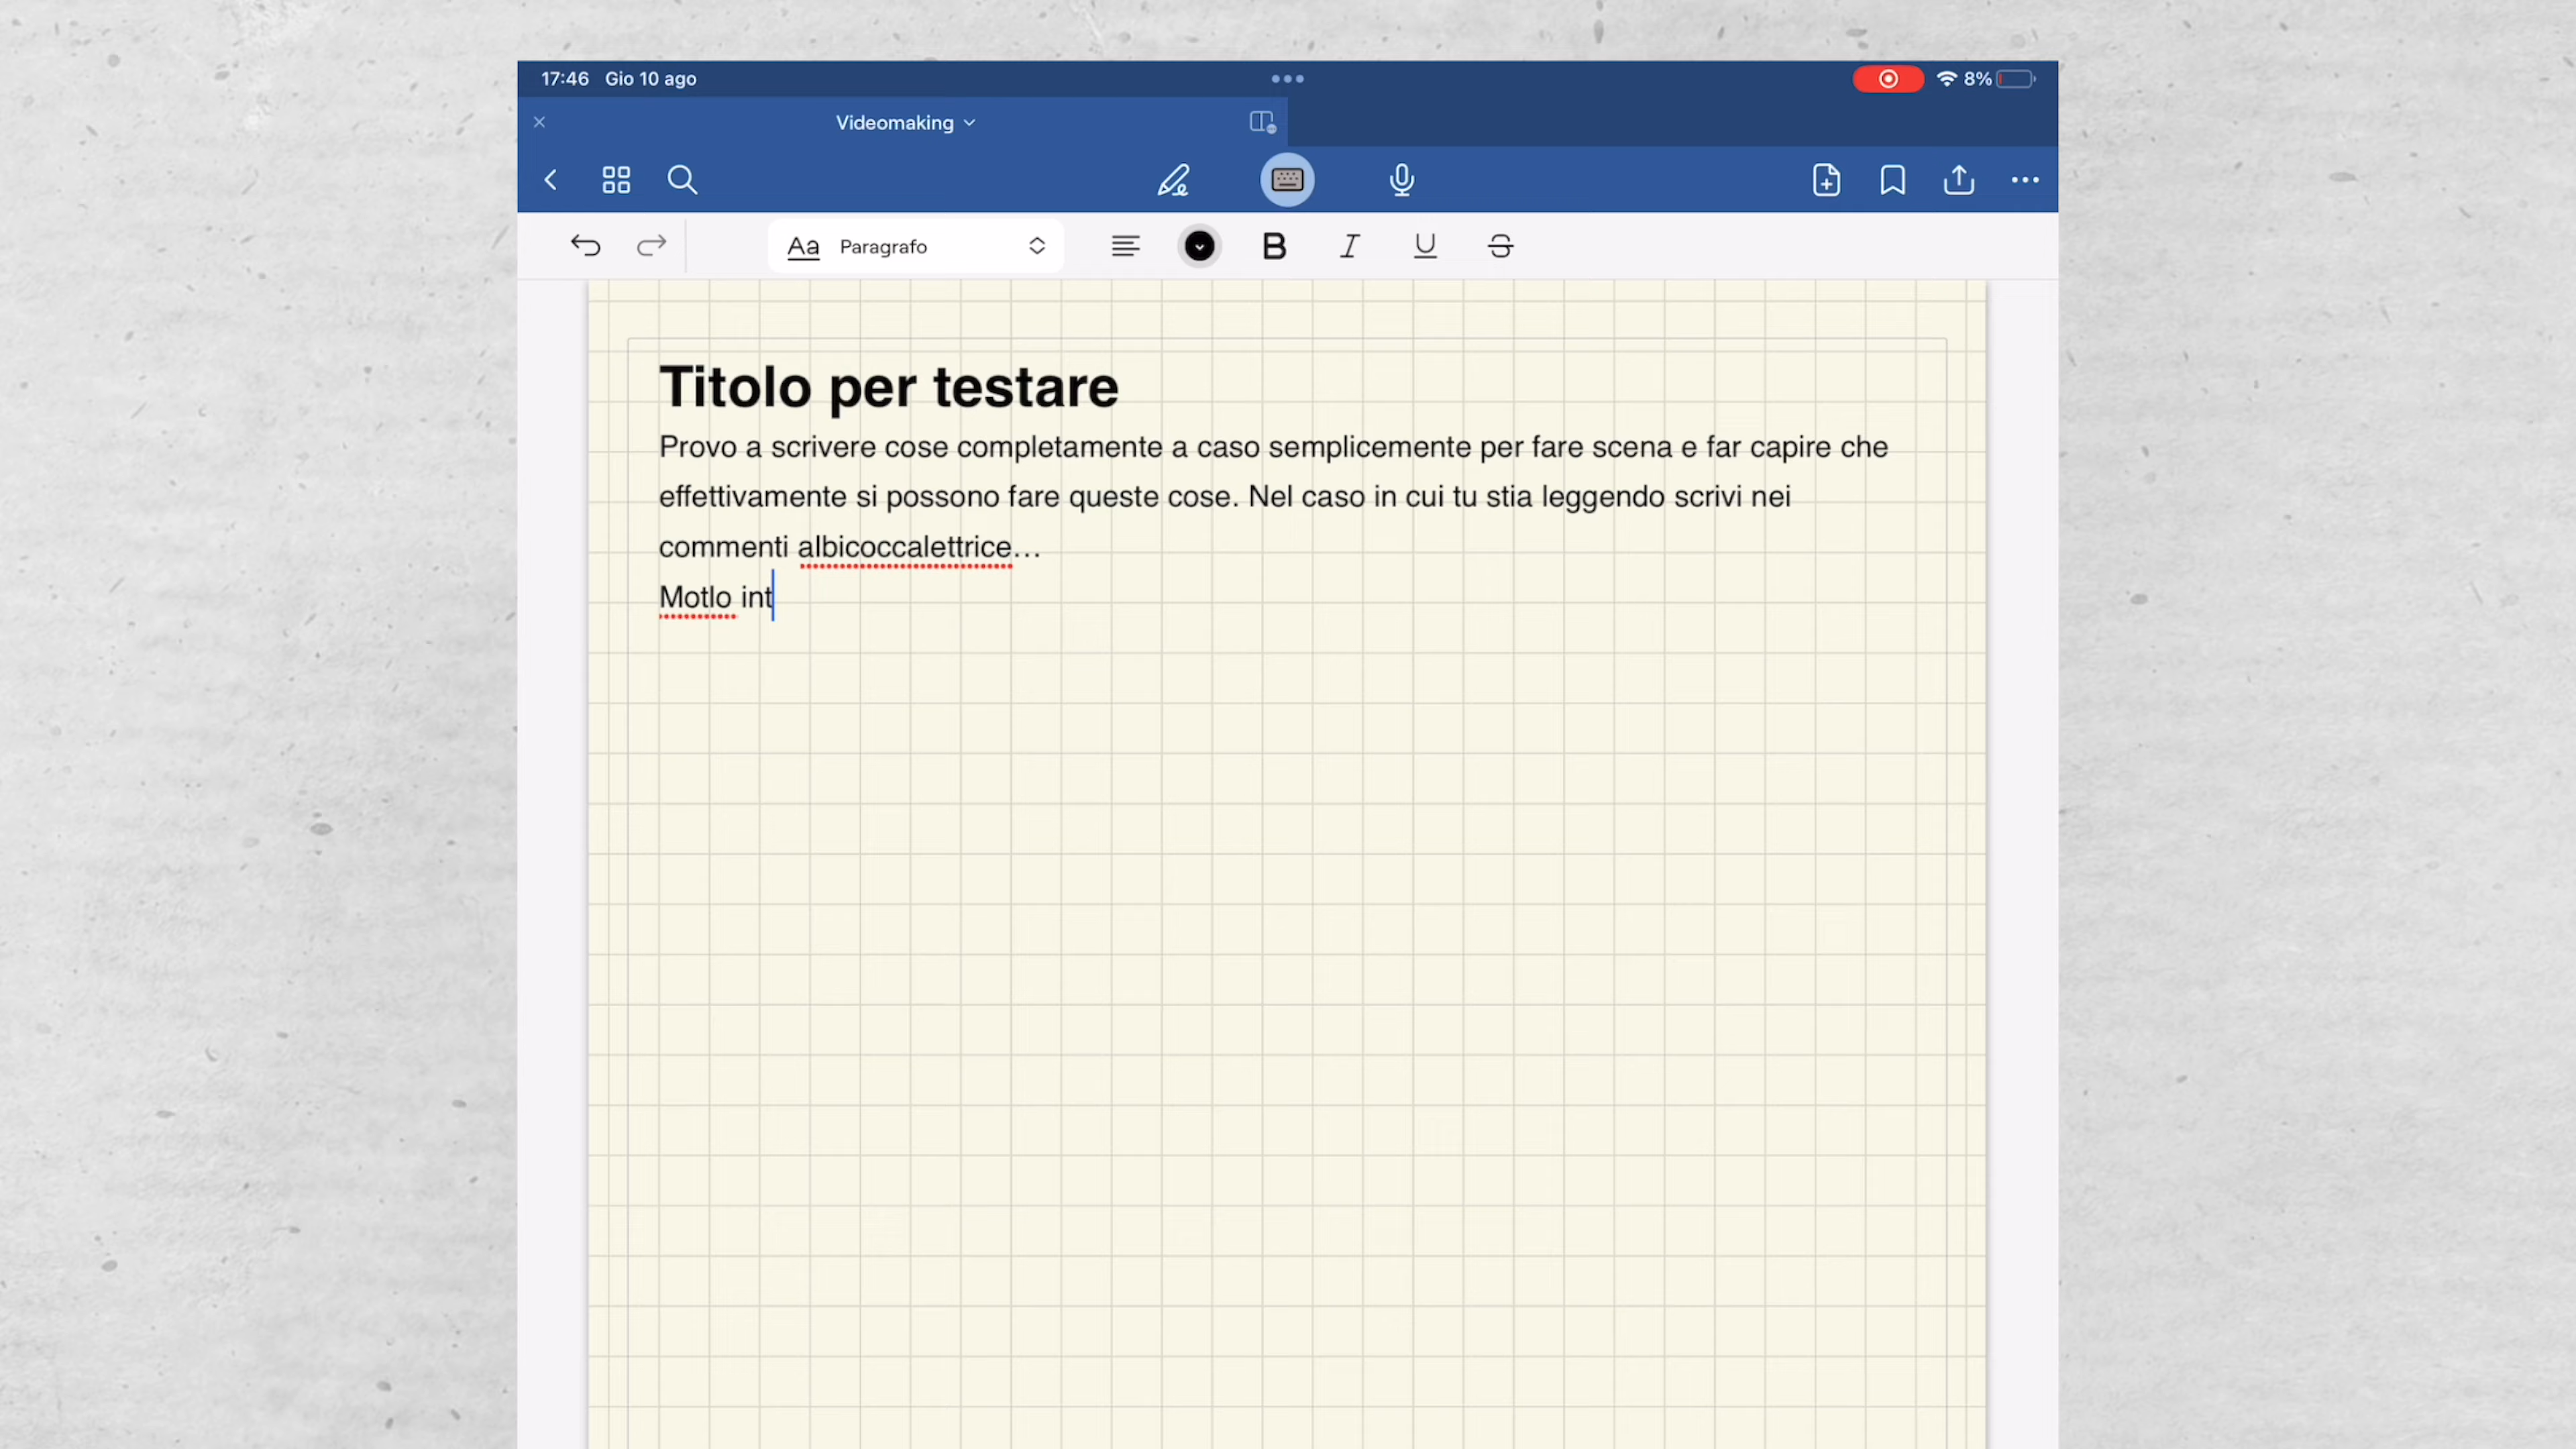 17:46 Gio 10 ago 8%
Videomaking
Aa Paragrafo B I U S
Titolo per testare
Provo a scrivere cose completamente a caso semplicemente per fare scena e far capire che
effettivamente si possono fare queste cose. Nel caso in cui tu stia leggendo scrivi nei
commenti albicoccalettrice…
Motlo int